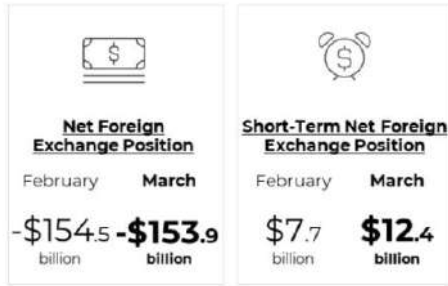 $
Net Foreign
Exchange Position
February March
-$154.5 -$153.9
billion billion
$
Short-Term Net Foreign
Exchange Position
February March
$7.7 $12.4
billion billion